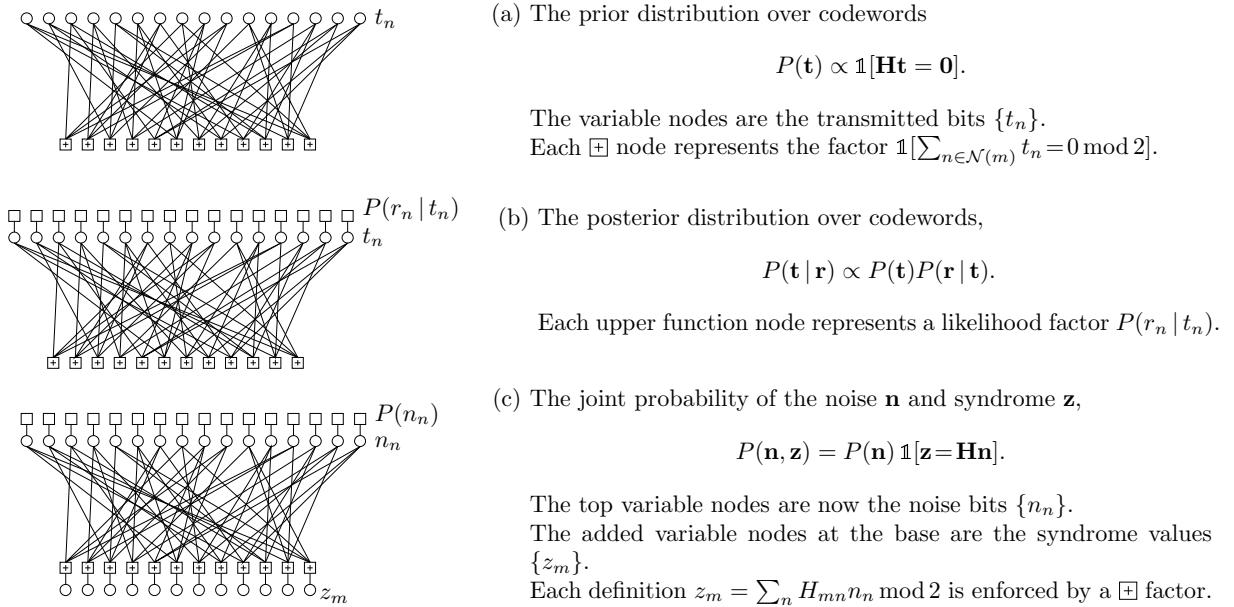 t_n
(a) The prior distribution over codewords
P(t) ∝ 𝟙[Ht = 0].
The variable nodes are the transmitted bits {t_n}.
Each ⊞ node represents the factor 𝟙[∑_{n∈𝒩(m)} t_n = 0 mod 2].
P(r_n | t_n)
t_n
(b) The posterior distribution over codewords,
P(t | r) ∝ P(t)P(r | t).
Each upper function node represents a likelihood factor P(r_n | t_n).
P(n_n)
n_n
z_m
(c) The joint probability of the noise n and syndrome z,
P(n, z) = P(n) 𝟙[z=Hn].
The top variable nodes are now the noise bits {n_n}.
The added variable nodes at the base are the syndrome values
{z_m}.
Each definition z_m = ∑_n H_{mn} n_n mod 2 is enforced by a ⊞ factor.